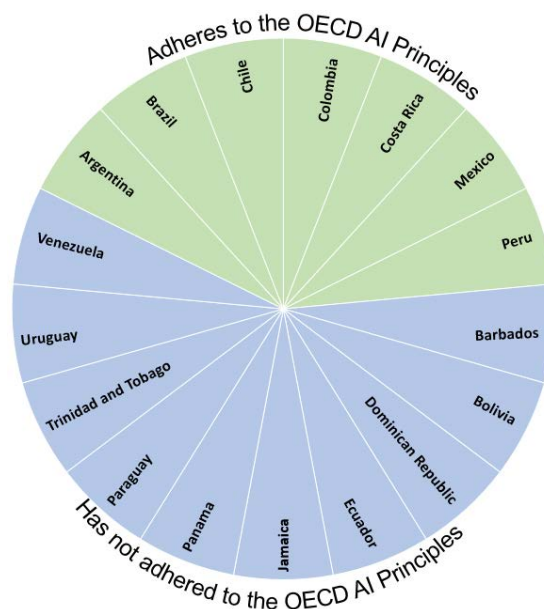 Adheres to the OECD AI Principles
Argentina
Brazil
Chile
Colombia
Costa Rica
Mexico
Peru
Barbados
Bolivia
Dominican Republic
Ecuador
Jamaica
Panama
Paraguay
Trinidad and Tobago
Uruguay
Venezuela
Has not adhered to the OECD AI Principles